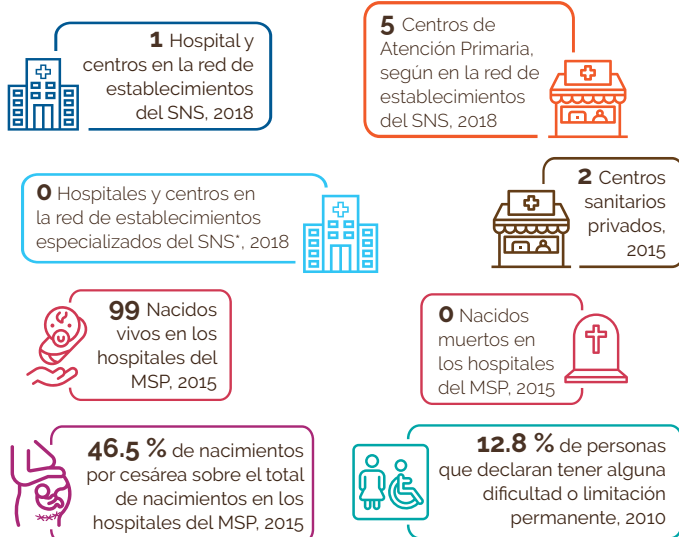 1 Hospital y
centros en la red de
establecimientos
del SNS, 2018
5 Centros de
Atención Primaria,
según en la red de
establecimientos
del SNS, 2018
0 Hospitales y centros en
la red de establecimientos
especializados del SNS*, 2018
2 Centros
sanitarios
privados,
2015
99 Nacidos
vivos en los
hospitales del
MSP, 2015
0 Nacidos
muertos en
los hospitales
del MSP, 2015
46.5 % de nacimientos
por cesárea sobre el total
de nacimientos en los
hospitales del MSP, 2015
12.8 % de personas
que declaran tener alguna
dificultad o limitación
permanente, 2010